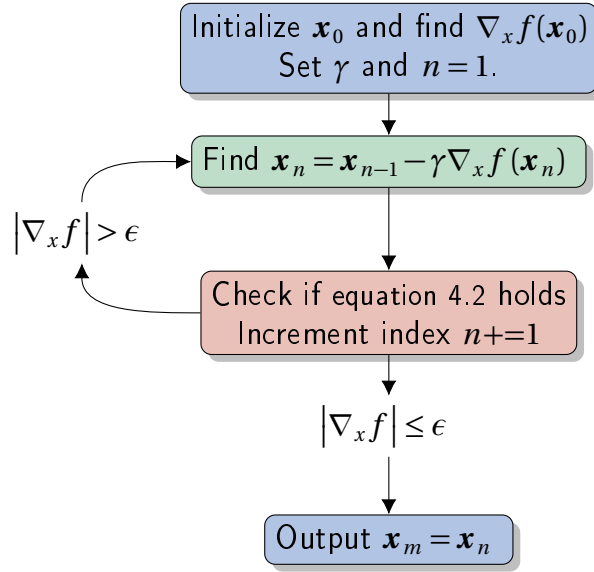 Initialize 𝒙₀ and find ∇ₓf(𝒙₀)
Set γ and n = 1.
Find 𝒙ₙ = 𝒙ₙ₋₁ − γ∇ₓf(𝒙ₙ)
|∇ₓf| > ϵ
Check if equation 4.2 holds
Increment index n+=1
|∇ₓf| ≤ ϵ
Output 𝒙ₘ = 𝒙ₙ